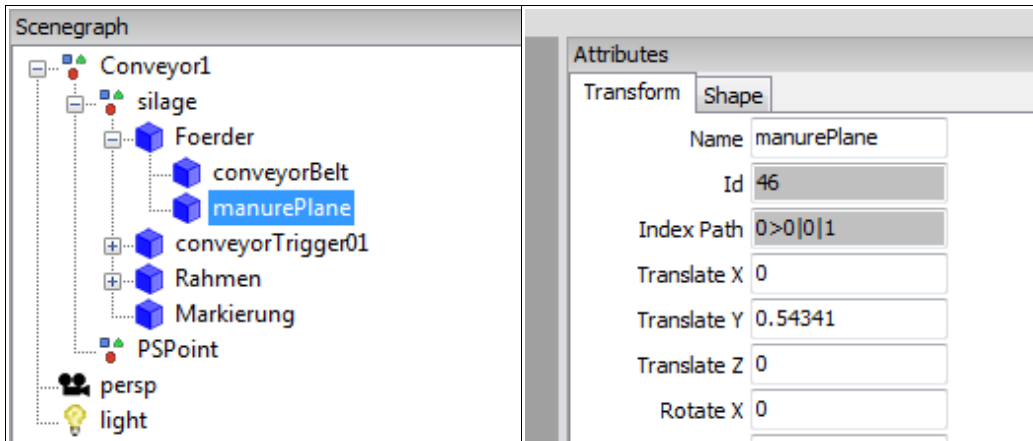 Scenegraph
Conveyor1
silage
Foerder
conveyorBelt
manurePlane
conveyorTrigger01
Rahmen
Markierung
PSPoint
persp
light
Attributes
Transform Shape
Name manurePlane
Id 46
Index Path 0>0|0|1
Translate X 0
Translate Y 0.54341
Translate Z 0
Rotate X 0